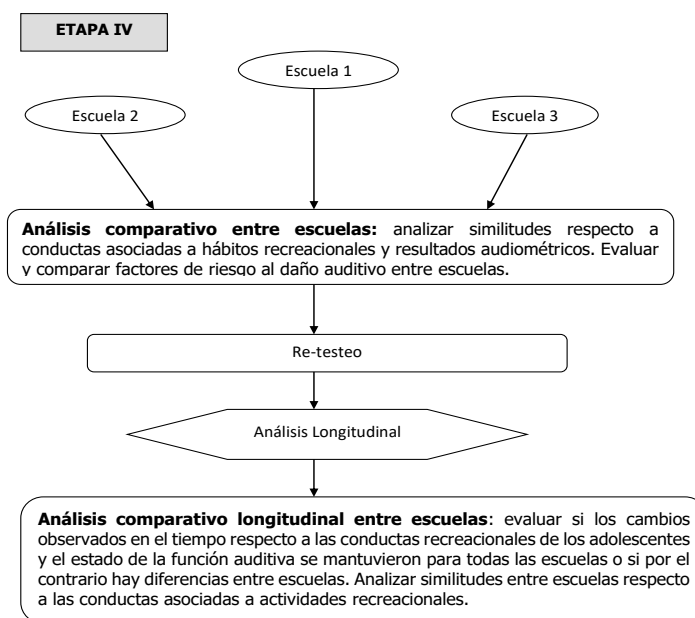 ETAPA IV
Escuela 1
Escuela 2
Escuela 3
Análisis comparativo entre escuelas: analizar similitudes respecto a
conductas asociadas a hábitos recreacionales y resultados audiométricos. Evaluar
y comparar factores de riesgo al daño auditivo entre escuelas.
Re-testeo
Análisis Longitudinal
Análisis comparativo longitudinal entre escuelas: evaluar si los cambios
observados en el tiempo respecto a las conductas recreacionales de los adolescentes
y el estado de la función auditiva se mantuvieron para todas las escuelas o si por el
contrario hay diferencias entre escuelas. Analizar similitudes entre escuelas respecto
a las conductas asociadas a actividades recreacionales.